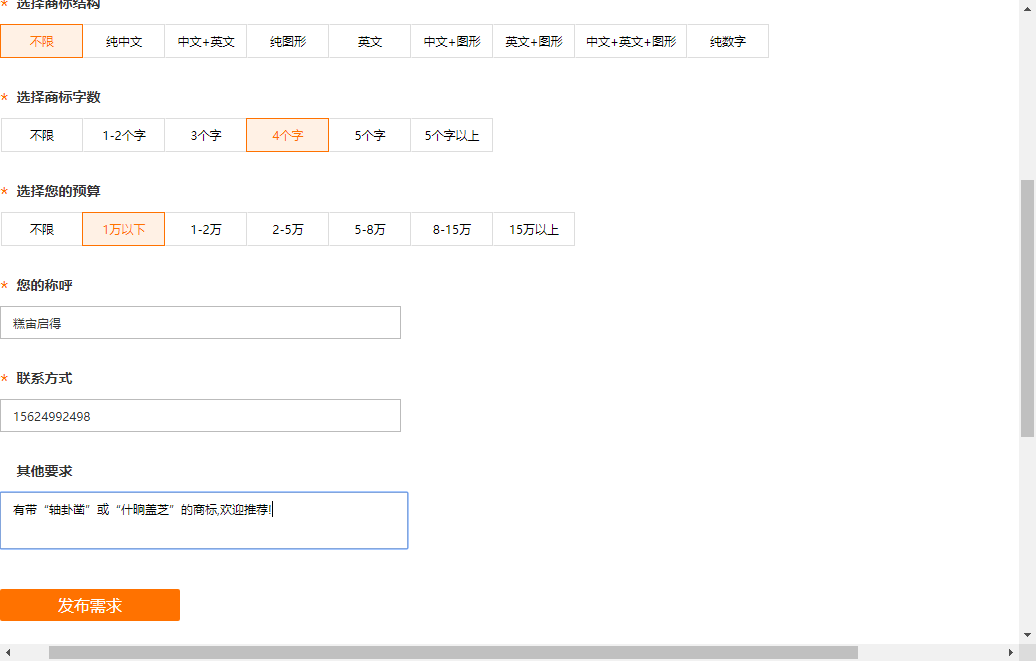 * 选择商标结构
不限 纯中文 中文+英文 纯图形 英文 中文+图形 英文+图形 中文+英文+图形 纯数字
* 选择商标字数
不限 1-2个字 3个字 4个字 5个字 5个字以上
* 选择您的预算
不限 1万以下 1-2万 2-5万 5-8万 8-15万 15万以上
* 您的称呼
糕宙启得
* 联系方式
15624992498
其他要求
有带“轴卦凿”或“什晌盖芝”的商标,欢迎推荐!
发布需求